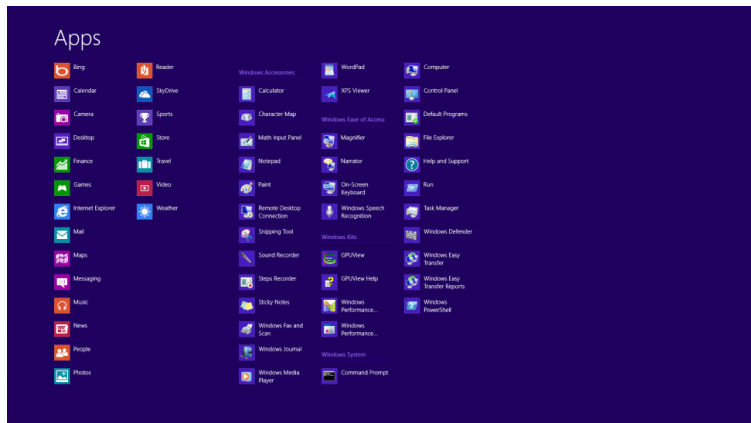 Apps
Bing
Calendar
Camera
Desktop
Finance
Games
Internet Explorer
Mail
Maps
Messaging
Music
News
People
Photos
Reader
SkyDrive
Sports
Store
Travel
Video
Weather
Windows Accessories
Calculator
Character Map
Math Input Panel
Notepad
Paint
Remote Desktop
Connection
Snipping Tool
Sound Recorder
Steps Recorder
Sticky Notes
Windows Fax and
Scan
Windows Journal
Windows Media
Player
WordPad
XPS Viewer
Windows Ease of Access
Magnifier
Narrator
On-Screen
Keyboard
Windows Speech
Recognition
Windows Kits
GPUView
GPUView Help
Windows
Performance...
Windows
Performance...
Windows System
Command Prompt
Computer
Control Panel
Default Programs
File Explorer
Help and Support
Run
Task Manager
Windows Defender
Windows Easy
Transfer
Windows Easy
Transfer Reports
Windows
PowerShell